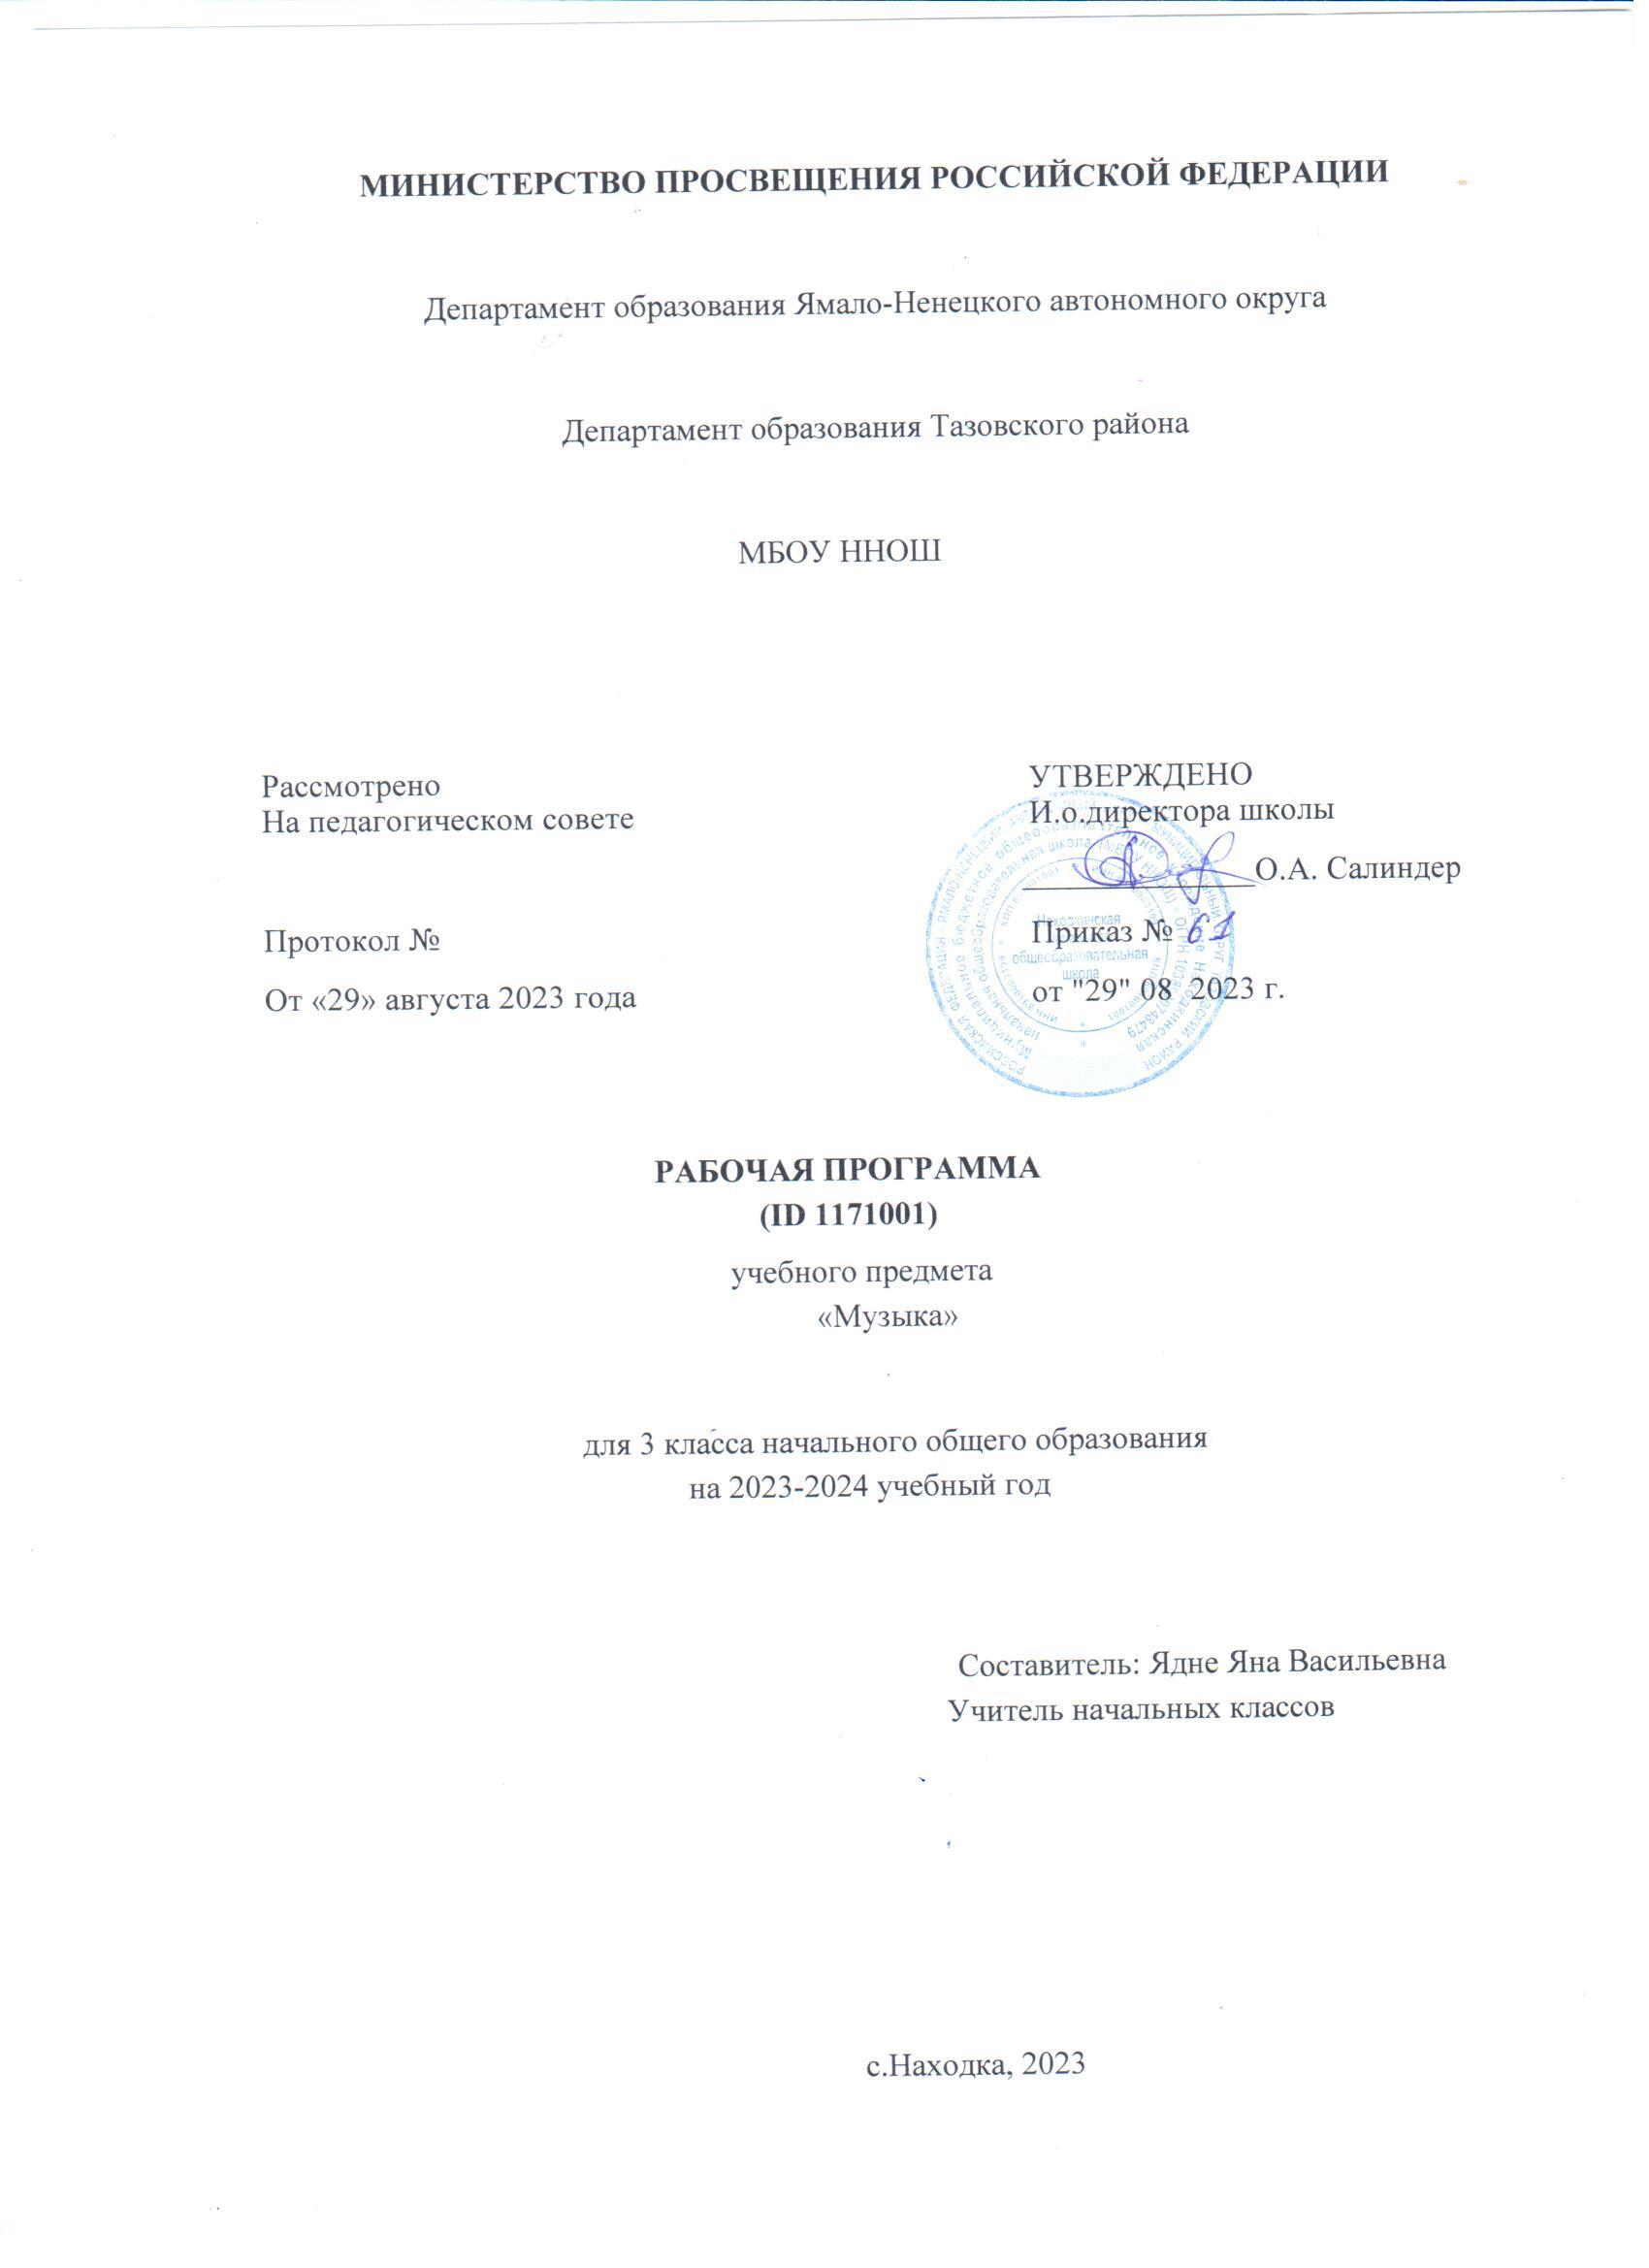 МИНИСТЕРСТВО ПРОСВЕЩЕНИЯ РОССИЙСКОЙ ФЕДЕРАЦИИ
Департамент образования Ямало-Ненецкого автономного округа
Департамент образования Тазовского района
МБОУ ННОШ
Рассмотрено
На педагогическом совете
Протокол №
От «29» августа 2023 года
УТВЕРЖДЕНО
И.о.директора школы
О.А. Салиндер
Приказ № 61
от "29" 08 2023 г.
общеобразовательная
школа
РАБОЧАЯ ПРОГРАММА
(ID 1171001)
учебного предмета
«Музыка»
для 3 класса начального общего образования
на 2023-2024 учебный год
Составитель: Ядне Яна Васильевна
Учитель начальных классов
с.Находка, 2023